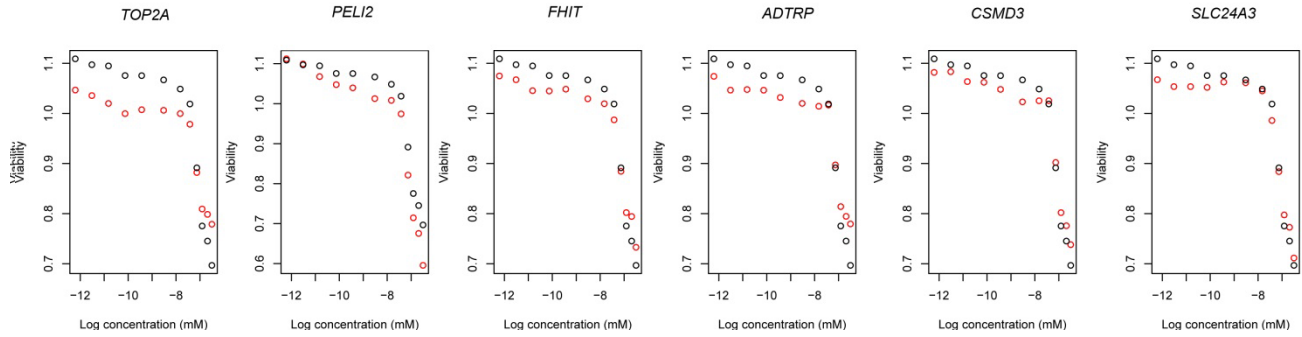 TOP2A PELI2 FHIT ADTRP CSMD3 SLC24A3
Viability Viability Viability Viability Viability Viability
1.1 1.1 1.1 1.1 1.1 1.1
1.0 1.0 1.0 1.0 1.0 1.0
0.9 0.9 0.9 0.9 0.9 0.9
0.8 0.8 0.8 0.8 0.8 0.8
0.7 0.7 0.7 0.7 0.7 0.7
0.6
−12 −10 −8 −12 −10 −8 −12 −10 −8 −12 −10 −8 −12 −10 −8 −12 −10 −8
Log concentration (mM) Log concentration (mM) Log concentration (mM) Log concentration (mM) Log concentration (mM) Log concentration (mM)